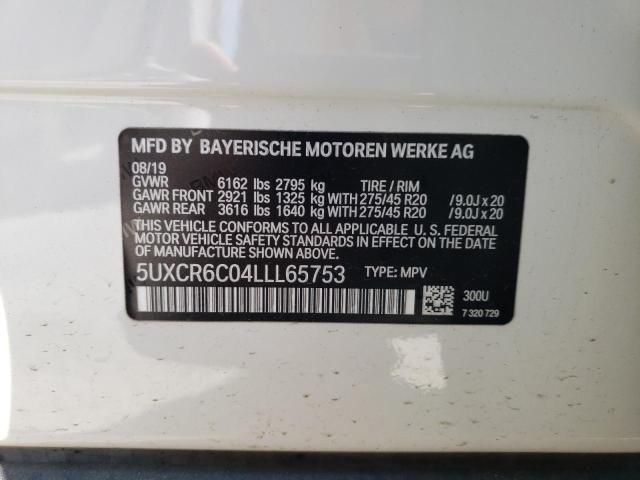 MFD BY BAYERISCHE MOTOREN WERKE AG
08/19
GVWR 6162 lbs 2795 kg TIRE / RIM
GAWR FRONT 2921 lbs 1325 kg WITH 275/45 R20 / 9.0J x 20
GAWR REAR 3616 lbs 1640 kg WITH 275/45 R20 / 9.0J x 20
THIS VEHICLE CONFORMS TO ALL APPLICABLE U. S. FEDERAL
MOTOR VEHICLE SAFETY STANDARDS IN EFFECT ON THE DATE
OF MANUFACTURE SHOWN ABOVE.
5UXCR6C04LLL65753 TYPE: MPV
300U
7 320 729